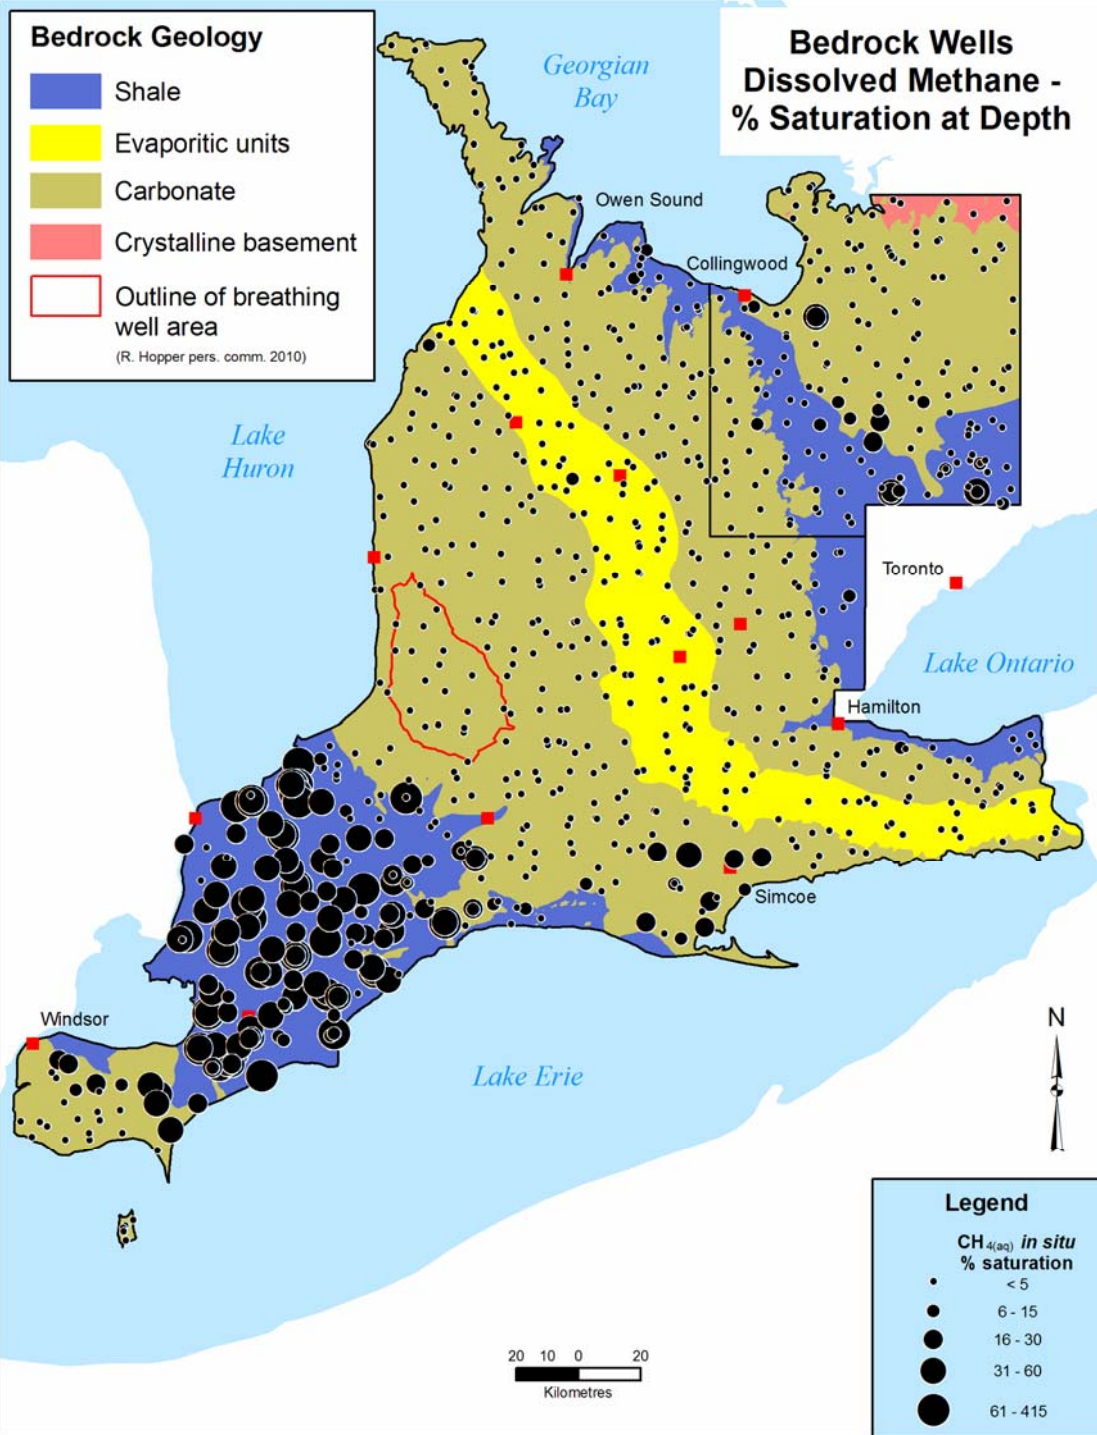 Bedrock Geology
Shale
Evaporitic units
Carbonate
Crystalline basement
Outline of breathing
well area
(R. Hopper pers. comm. 2010)
Bedrock Wells
Dissolved Methane -
% Saturation at Depth
Georgian
Bay
Owen Sound
Collingwood
Lake
Huron
Toronto
Lake Ontario
Hamilton
Simcoe
Windsor
Lake Erie
N
20 10 0 20
Kilometres
Legend
CH4(aq) in situ
% saturation
< 5
6 - 15
16 - 30
31 - 60
61 - 415